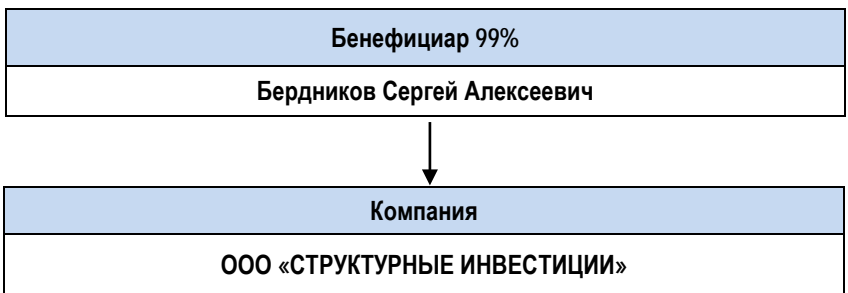 Бенефициар 99%
Бердников Сергей Алексеевич
Компания
ООО «СТРУКТУРНЫЕ ИНВЕСТИЦИИ»